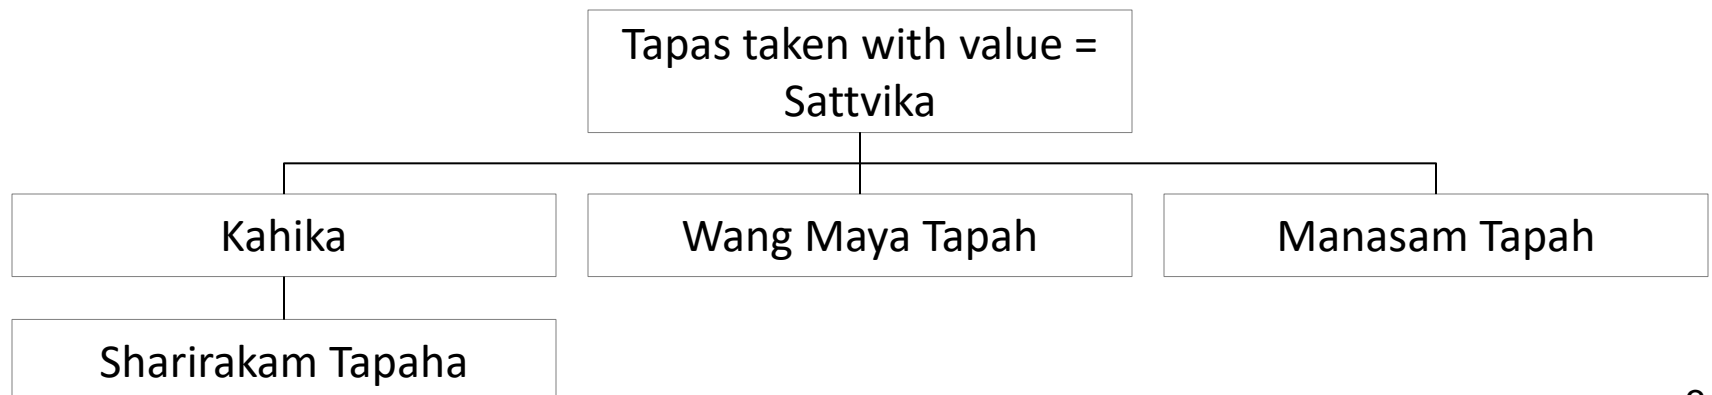 Tapas taken with value =
Sattvika
Kahika
Wang Maya Tapah
Manasam Tapah
Sharirakam Tapaha